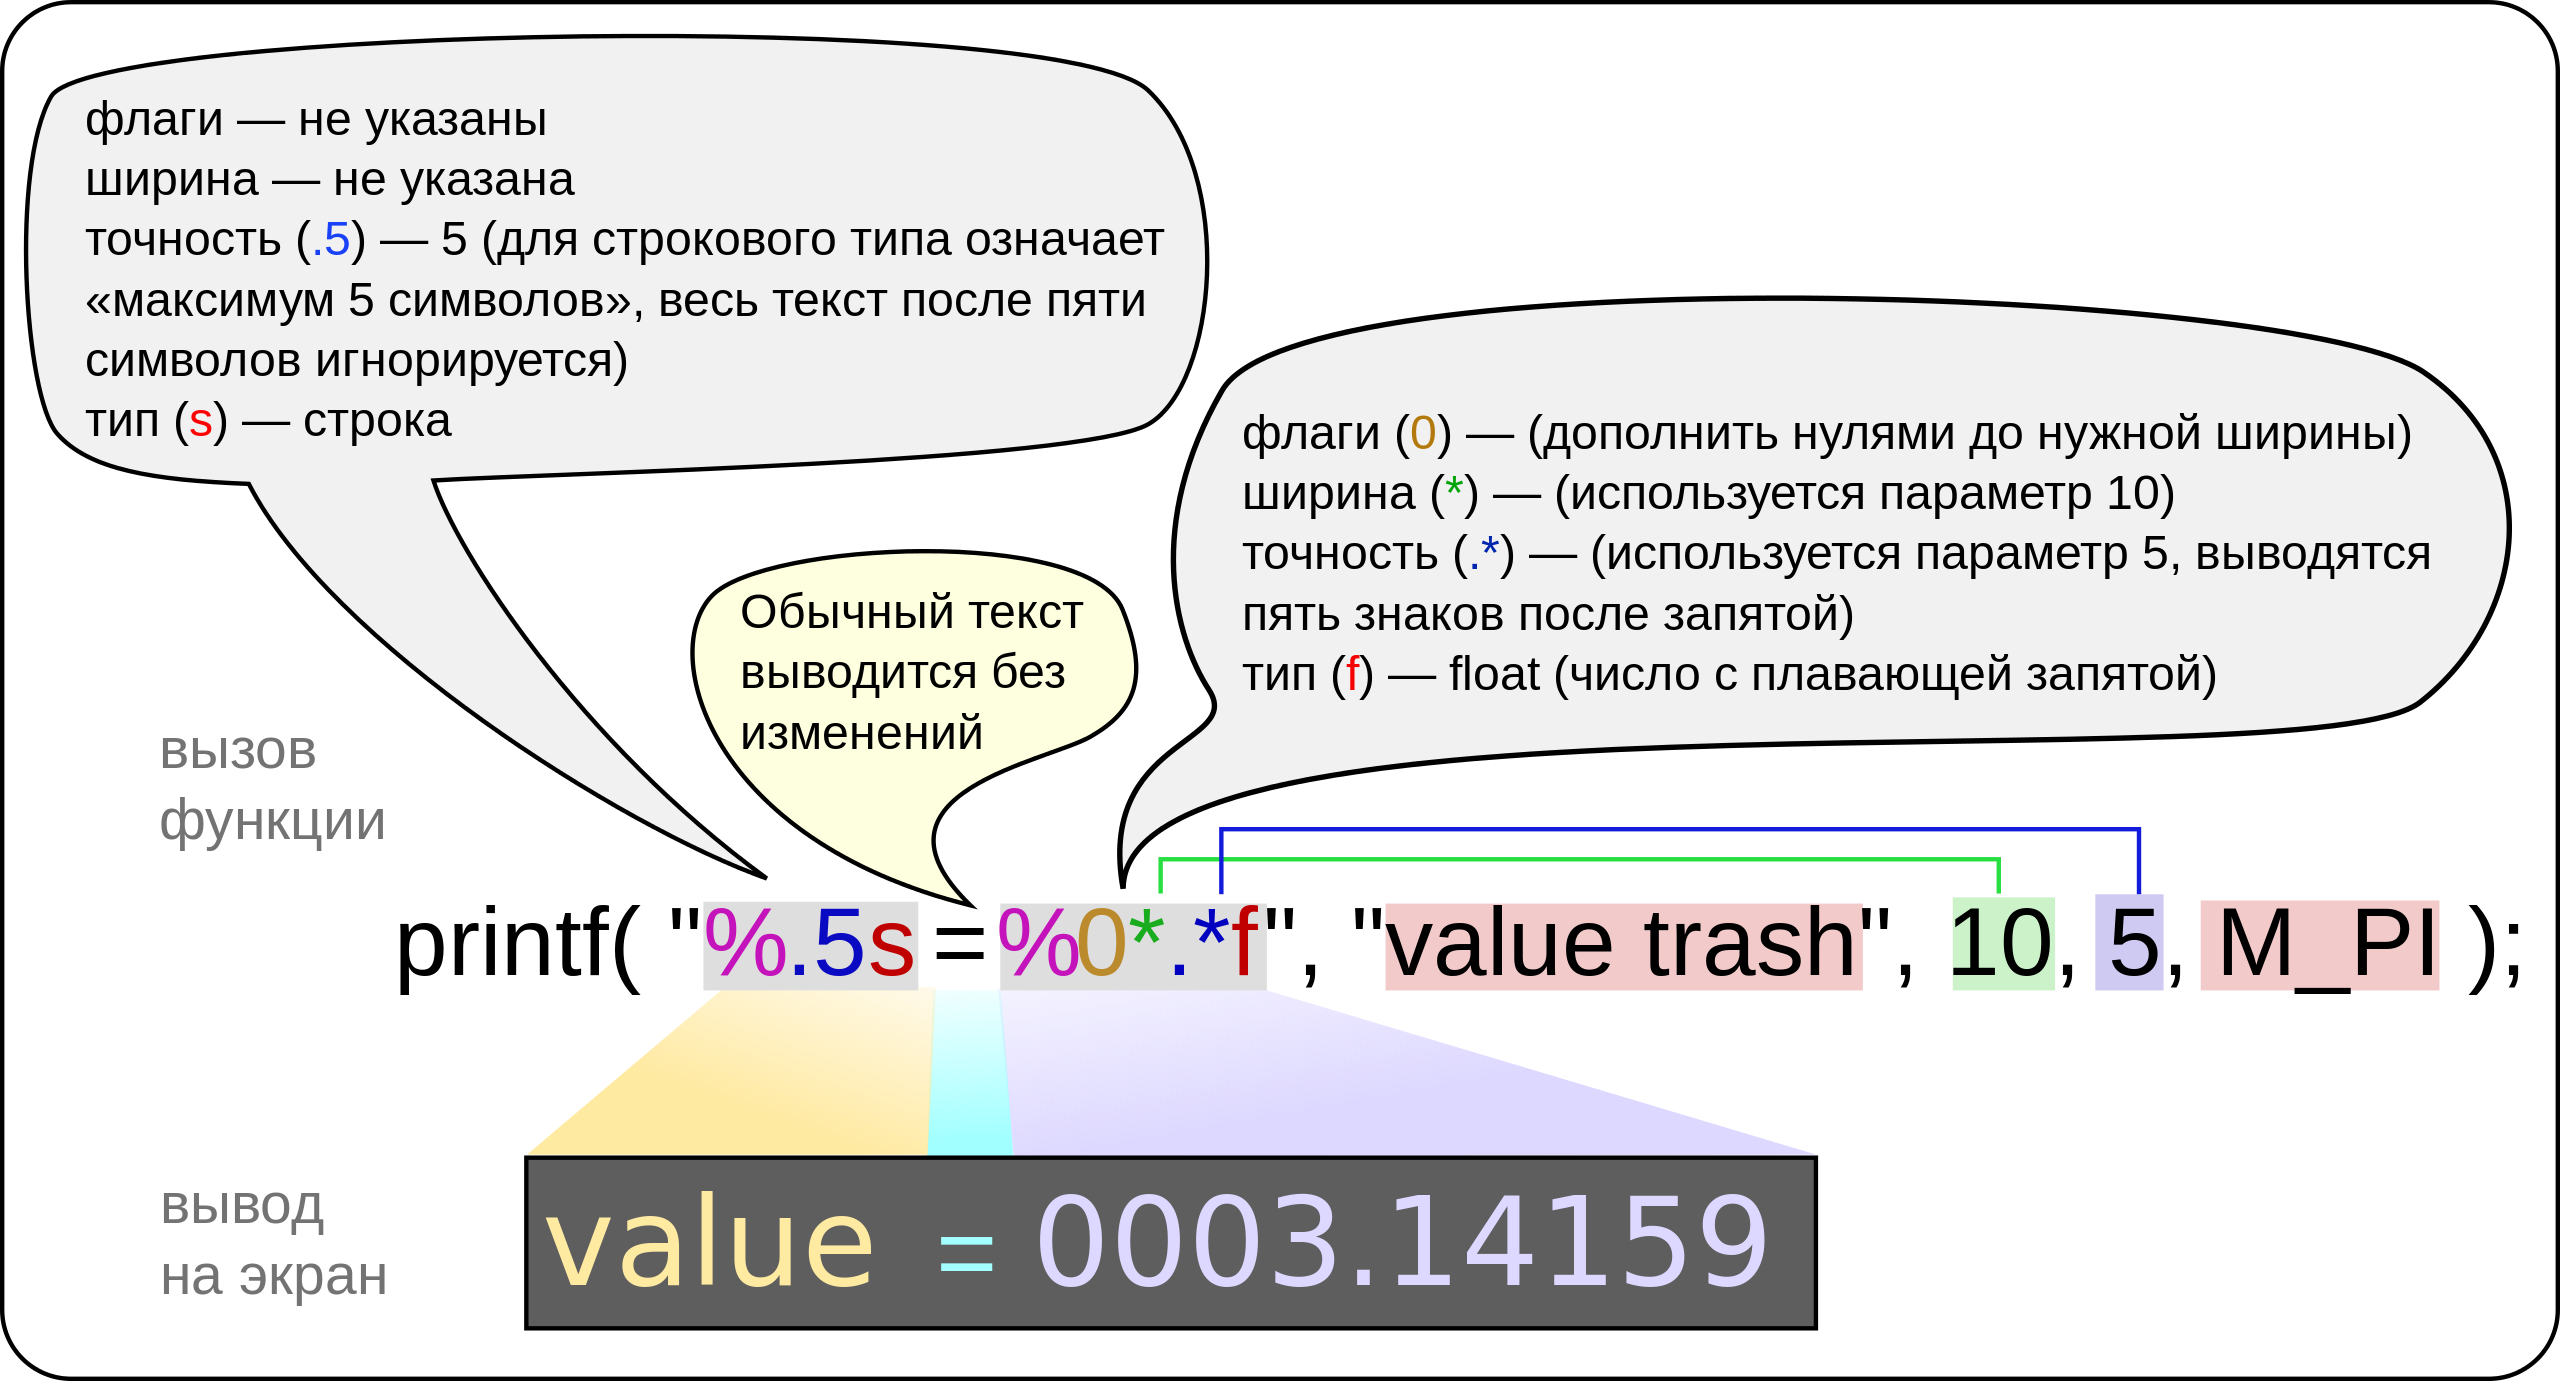 флаги — не указаны
ширина — не указана
точность (.5) — 5 (для строкового типа означает
«максимум 5 символов», весь текст после пяти
символов игнорируется)
тип (s) — строка
флаги (0) — (дополнить нулями до нужной ширины)
ширина (*) — (используется параметр 10)
точность (.*) — (используется параметр 5, выводятся
пять знаков после запятой)
тип (f) — float (число с плавающей запятой)
Обычный текст
выводится без
изменений
вызов
функции
printf( "%.5s = %0*.*f", "value trash", 10, 5, M_PI );
вывод
на экран
value = 0003.14159